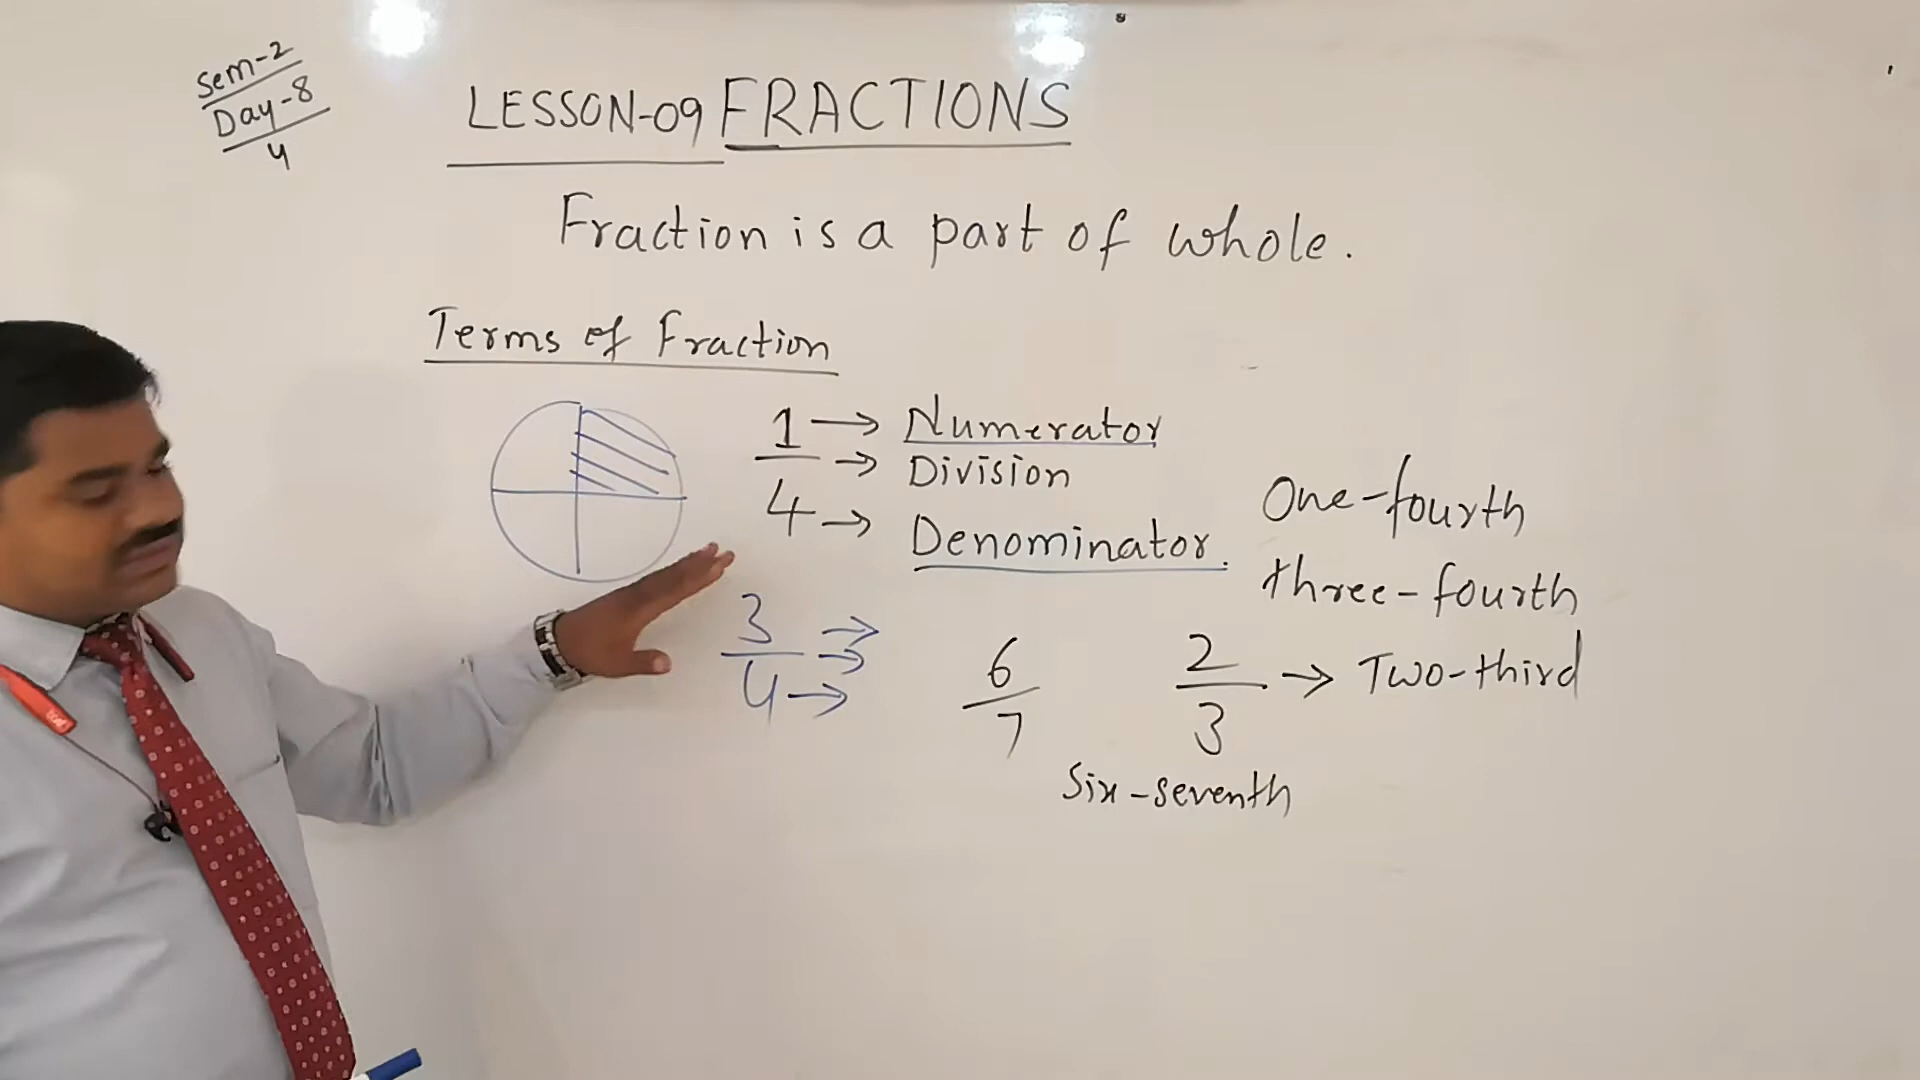 Sem-2
Day-8
4
LESSON-09 FRACTIONS
Fraction is a part of whole.
Terms of Fraction
1 → Numerator
→ Division
4 → Denominator.
One-fourth
three-fourth
3 →
→
4 →
6
7
2
3
→ Two-third
Six-seventh